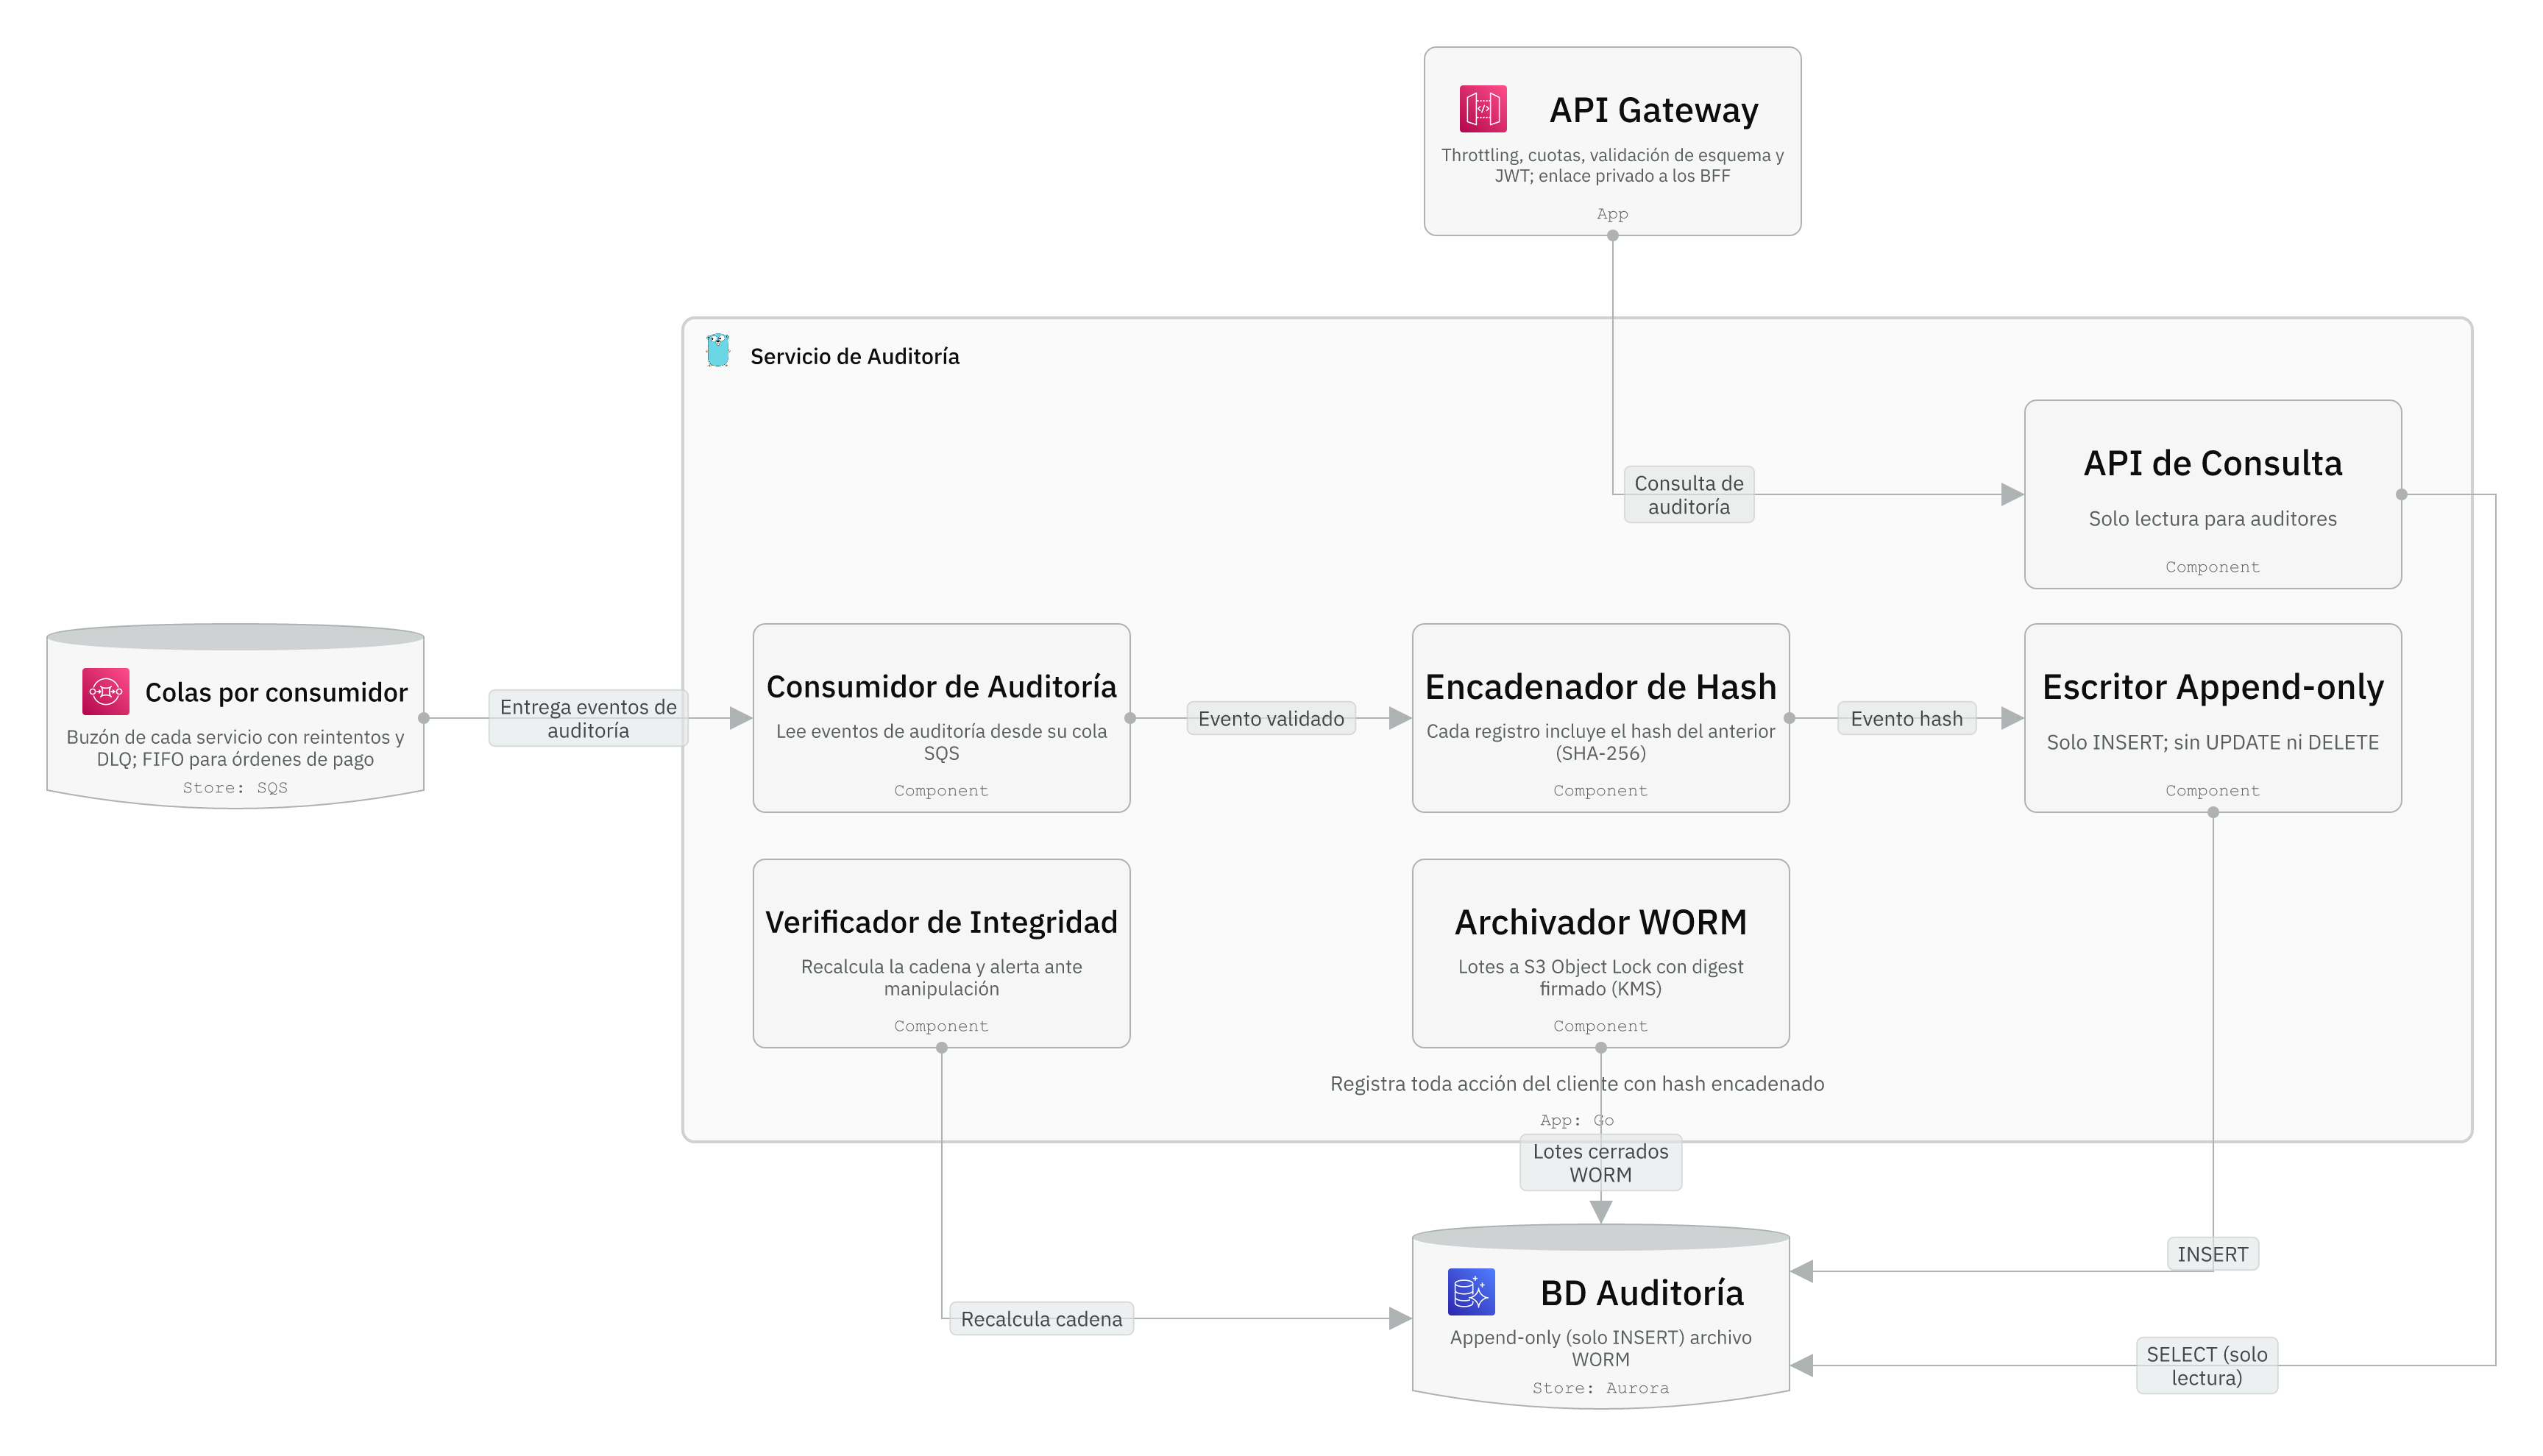 API Gateway
Throttling, cuotas, validación de esquema y
JWT; enlace privado a los BFF
App
Servicio de Auditoría
Consulta de
auditoría
API de Consulta
Solo lectura para auditores
Component
Colas por consumidor
Buzón de cada servicio con reintentos y
DLQ; FIFO para órdenes de pago
Store: SQS
Entrega eventos de
auditoría
Consumidor de Auditoría
Lee eventos de auditoría desde su cola
SQS
Component
Evento validado
Encadenador de Hash
Cada registro incluye el hash del anterior
(SHA-256)
Component
Evento hash
Escritor Append-only
Solo INSERT; sin UPDATE ni DELETE
Component
Verificador de Integridad
Recalcula la cadena y alerta ante
manipulación
Component
Archivador WORM
Lotes a S3 Object Lock con digest
firmado (KMS)
Component
Registra toda acción del cliente con hash encadenado
App: Go
Lotes cerrados
WORM
INSERT
Recalcula cadena
BD Auditoría
Append-only (solo INSERT) archivo
WORM
Store: Aurora
SELECT (solo
lectura)